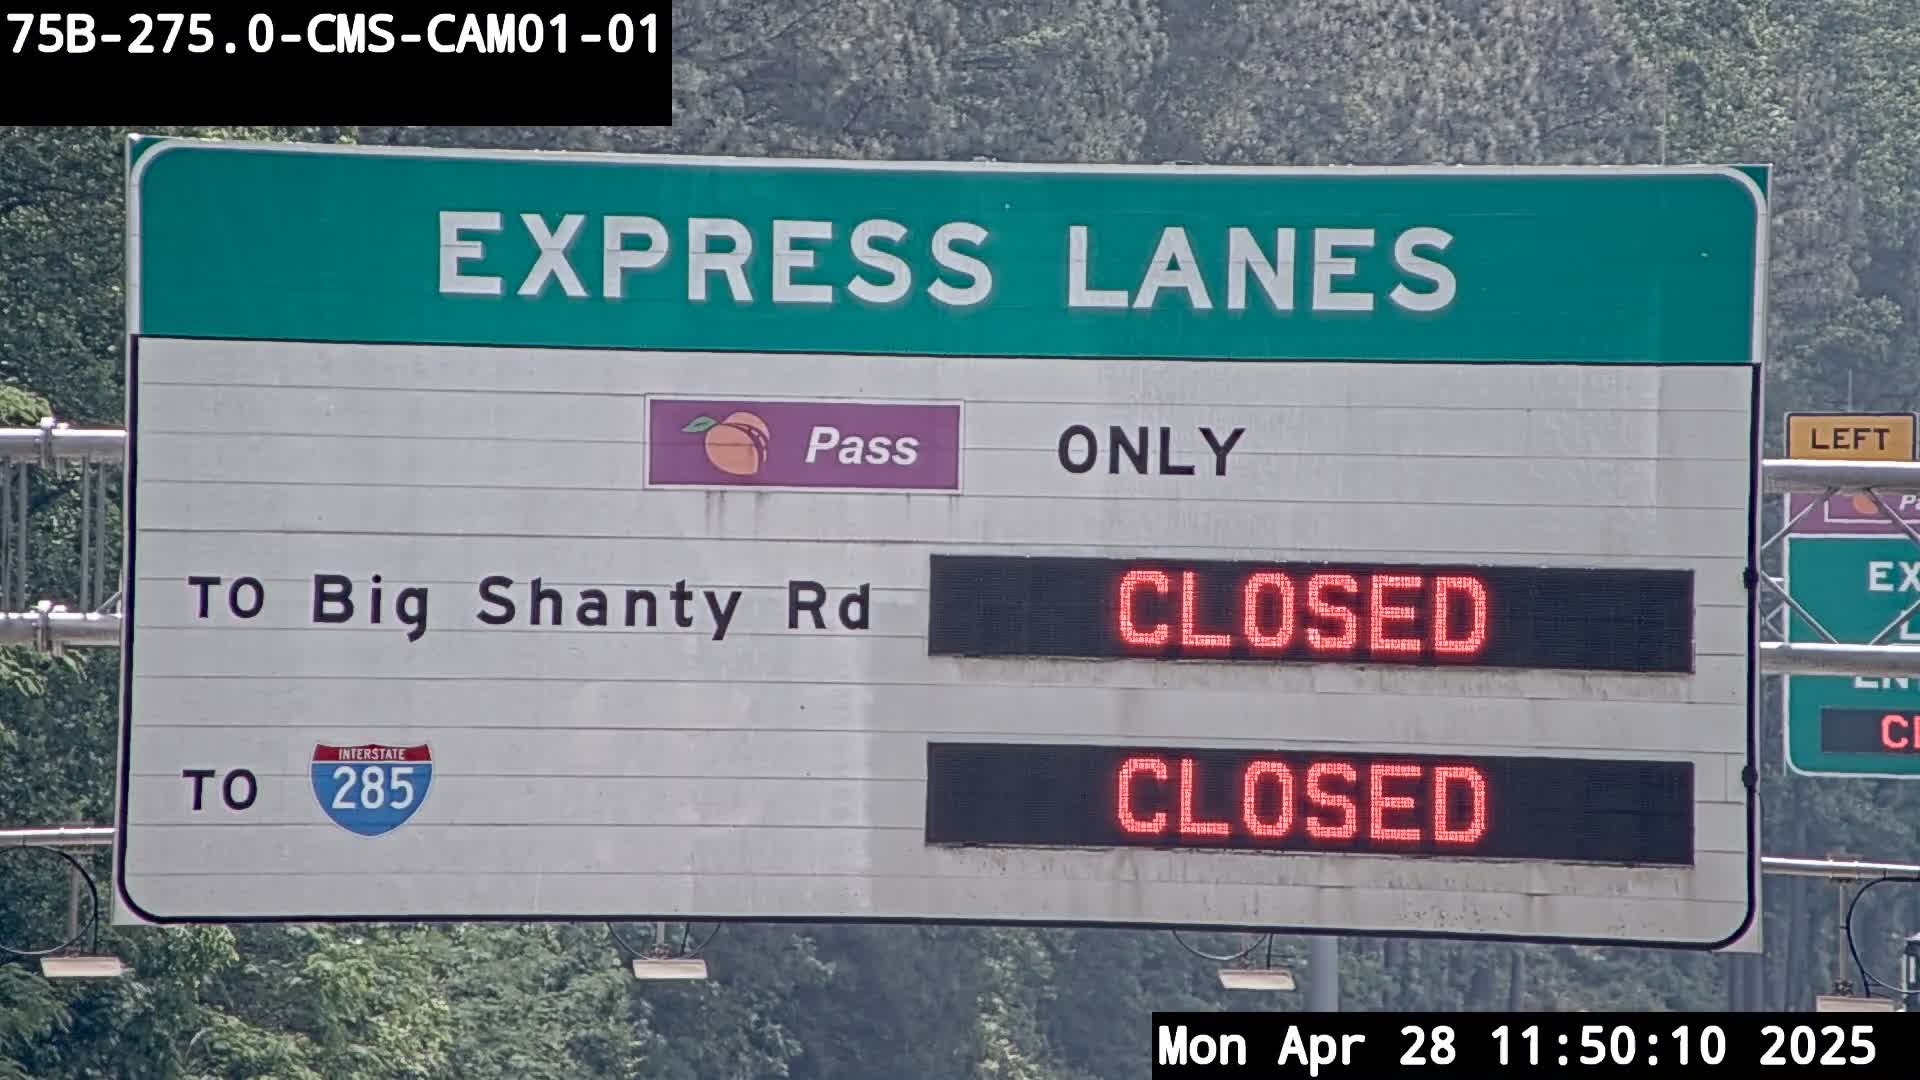 75B-275.0-CMS-CAM01-01
EXPRESS LANES
Pass ONLY
TO Big Shanty Rd CLOSED
TO INTERSTATE 285 CLOSED
LEFT
EX
Mon Apr 28 11:50:10 2025